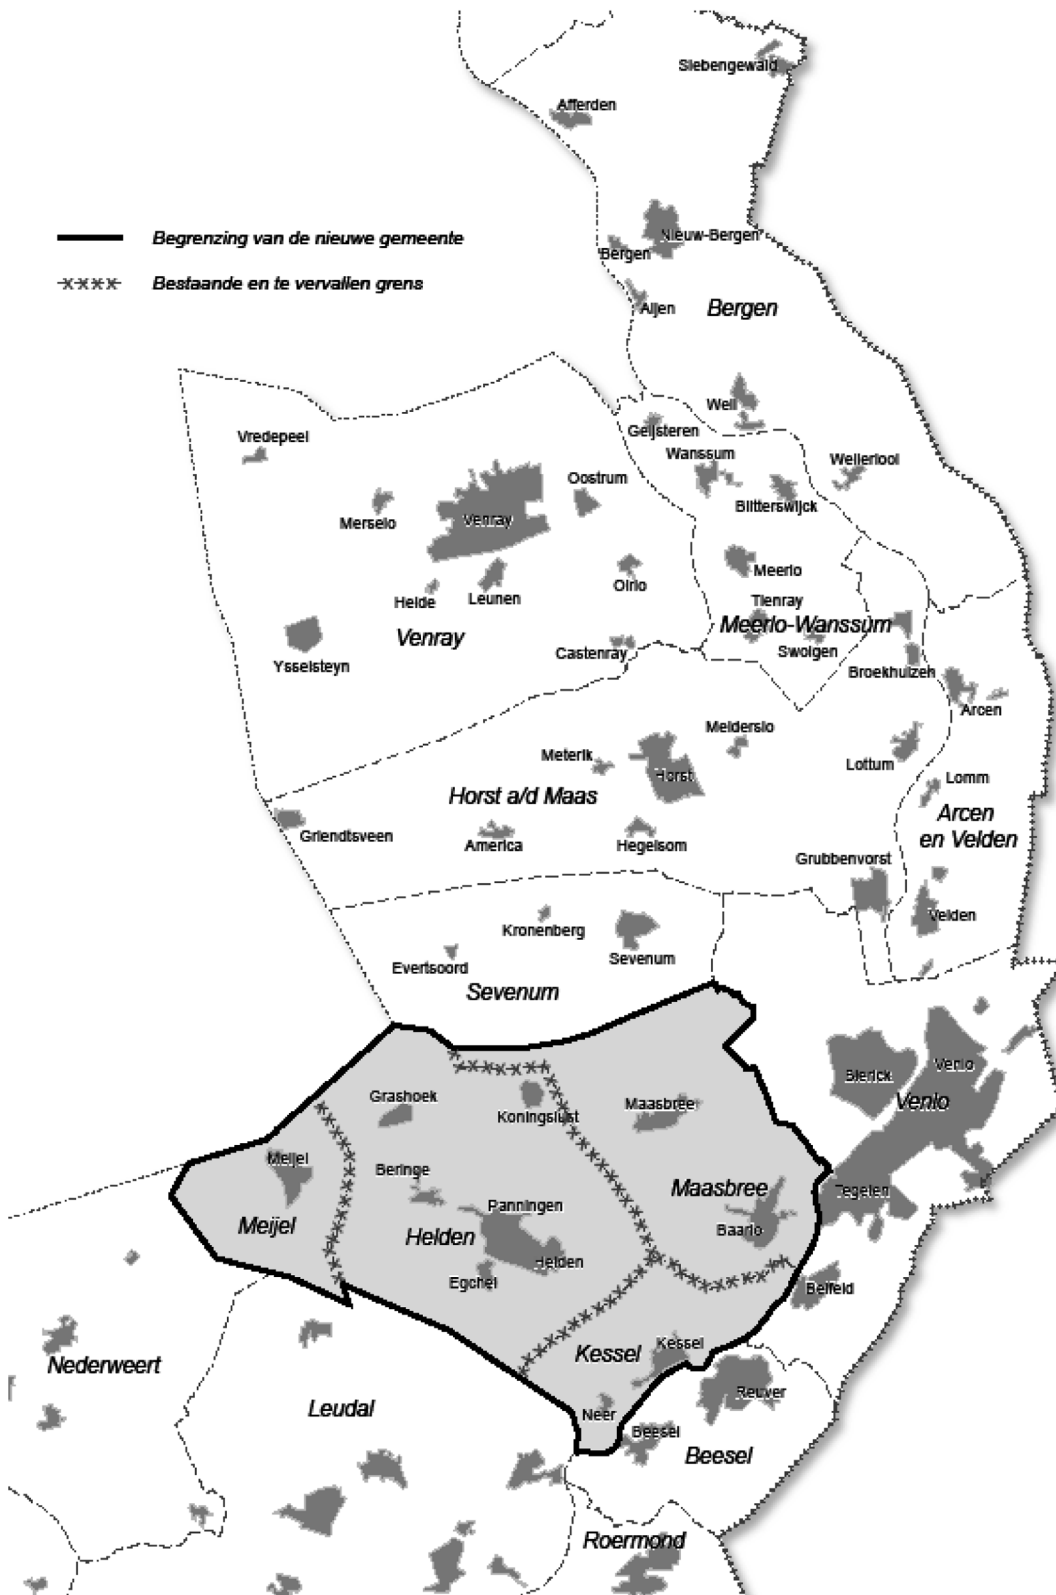 Siebengewald
Afferden
Nieuw-Bergen
Bergen
Aijen
Bergen
Begrenzing van de nieuwe gemeente
Bestaande en te vervallen grens
Well
Geijsteren
Vredepeel
Wanssum
Wellerlooi
Oostrum
Blitterswijck
Merselo
Venray
Meerlo
Oirlo
Heide
Leunen
Tienray
Meerlo-Wanssum
Venray
Swolgen
Castenray
Ysselsteyn
Broekhuizen
Arcen
Melderslo
Meterik
Horst
Lottum
Lomm
Horst a/d Maas
Arcen
en Velden
Griendtsveen
America
Hegelsom
Grubbenvorst
Velden
Kronenberg
Sevenum
Evertsoord
Sevenum
Blerick
Venlo
Venlo
Grashoek
Koningslust
Maasbree
Meijel
Beringe
Maasbree
Tegelen
Panningen
Meijel
Helden
Baarlo
Helden
Egchel
Belfeld
Kessel
Kessel
Nederweert
Reuver
Leudal
Neer
Beesel
Beesel
Roermond